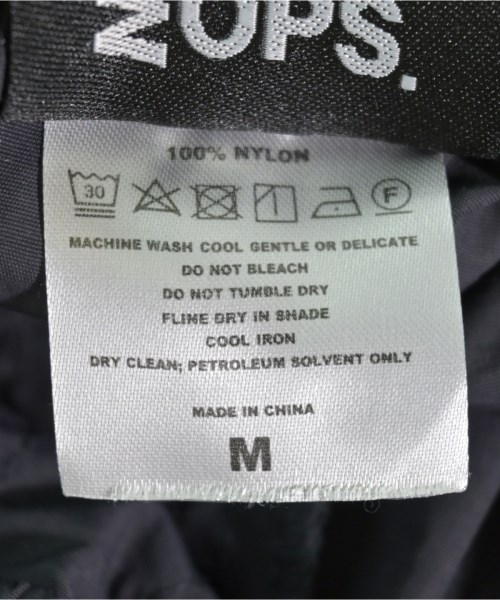 OPS.
100% NYLON
30 F
MACHINE WASH COOL GENTLE OR DELICATE
DO NOT BLEACH
DO NOT TUMBLE DRY
FLINE DRY IN SHADE
COOL IRON
DRY CLEAN; PETROLEUM SOLVENT ONLY
MADE IN CHINA
M